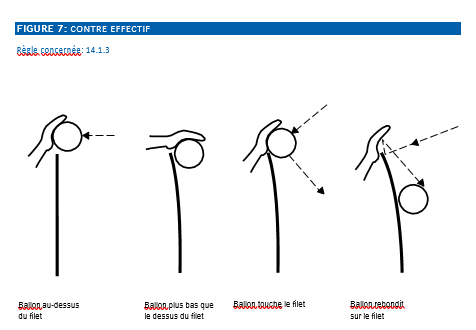 FIGURE 7: CONTRE EFFECTIF
Règle concernée: 14.1.3
Ballon au-dessus
du filet
Ballon plus bas que
le dessus du filet
Ballon touche le filet
Ballon rebondit
sur le filet